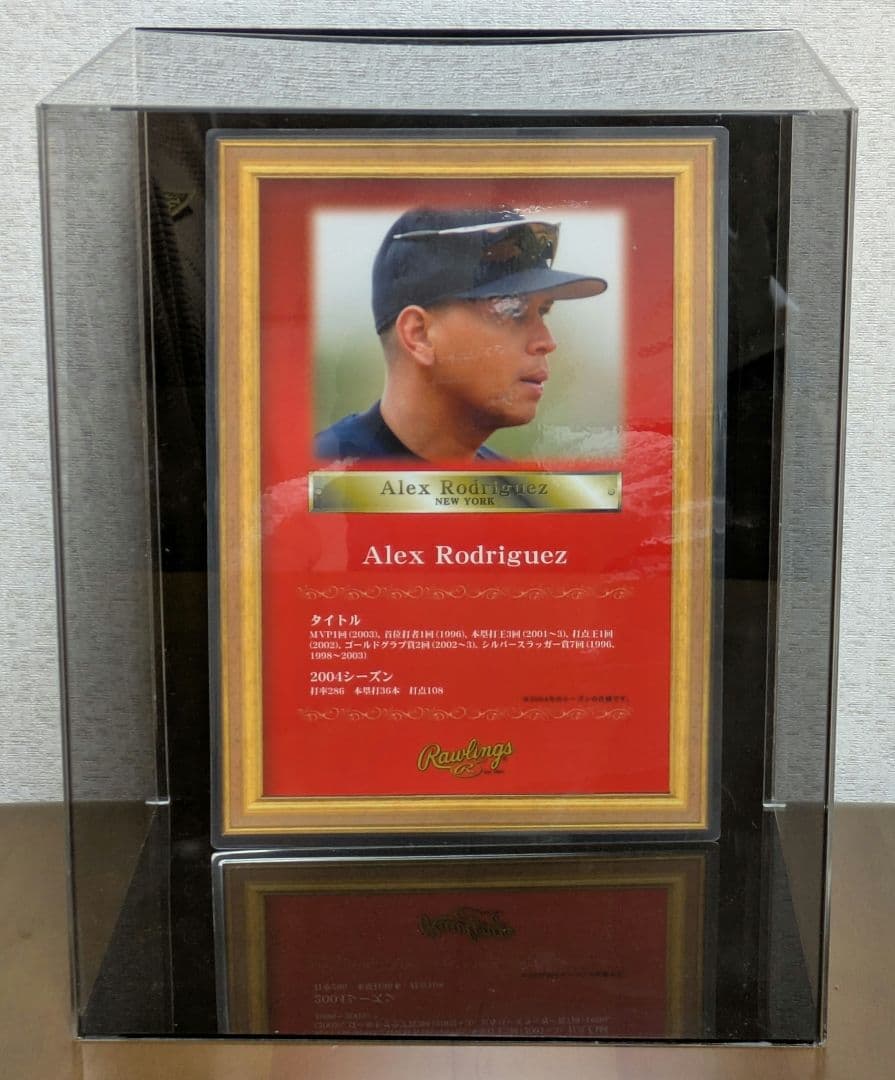 Alex Rodriguez
NEW YORK
Alex Rodriguez
タイトル
MVP1回(2003)、首位打者1回(1996)、本塁打王3回(2001〜3)、打点王1回
(2002)、ゴールドグラブ賞2回(2002〜3)、シルバースラッガー賞7回(1996、
1998〜2003)
2004シーズン
打率286 本塁打36本 打点108
Rawlings